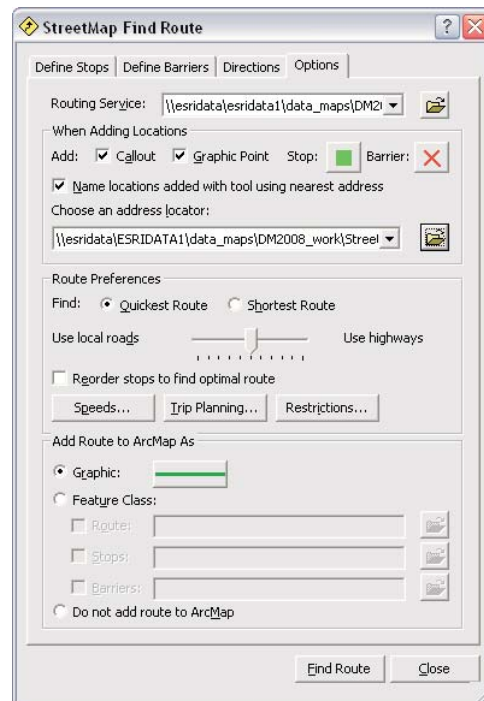 StreetMap Find Route
Define Stops Define Barriers Directions Options
Routing Service: \\esridata\esridata1\data_maps\DM2
When Adding Locations
Add: Callout Graphic Point Stop: Barrier:
Name locations added with tool using nearest address
Choose an address locator:
\\esridata\ESRIDATA1\data_maps\DM2008_work\Street
Route Preferences
Find: Quickest Route Shortest Route
Use local roads Use highways
Reorder stops to find optimal route
Speeds... Trip Planning... Restrictions...
Add Route to ArcMap As
Graphic:
Feature Class:
Route:
Stops:
Barriers:
Do not add route to ArcMap
Find Route Close